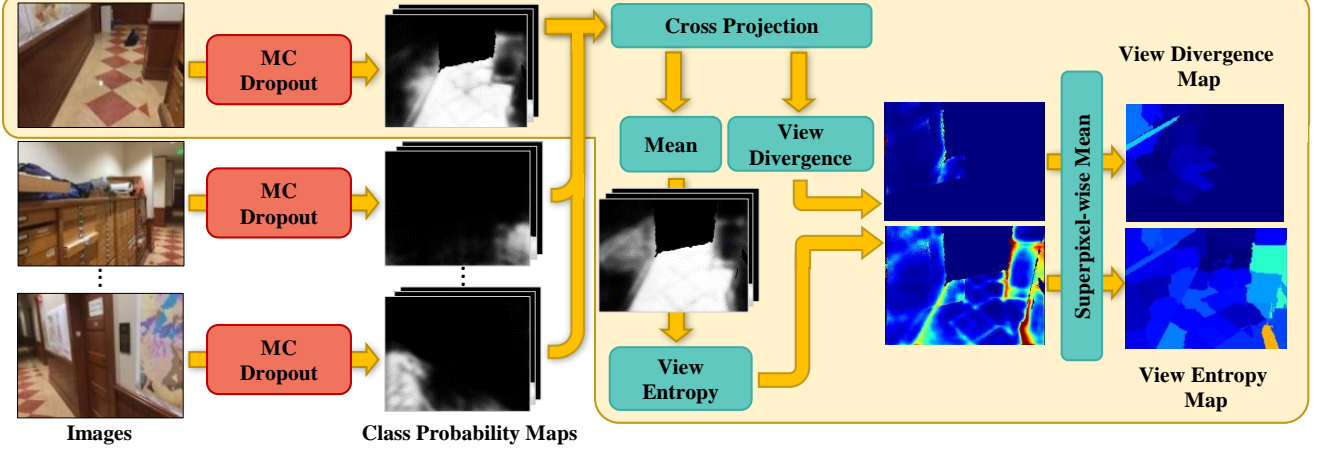 MC
Dropout
Cross Projection
View Divergence
Map
Mean
View
Divergence
Superpixel-wise Mean
MC
Dropout
MC
Dropout
View
Entropy
View Entropy
Map
Images
Class Probability Maps